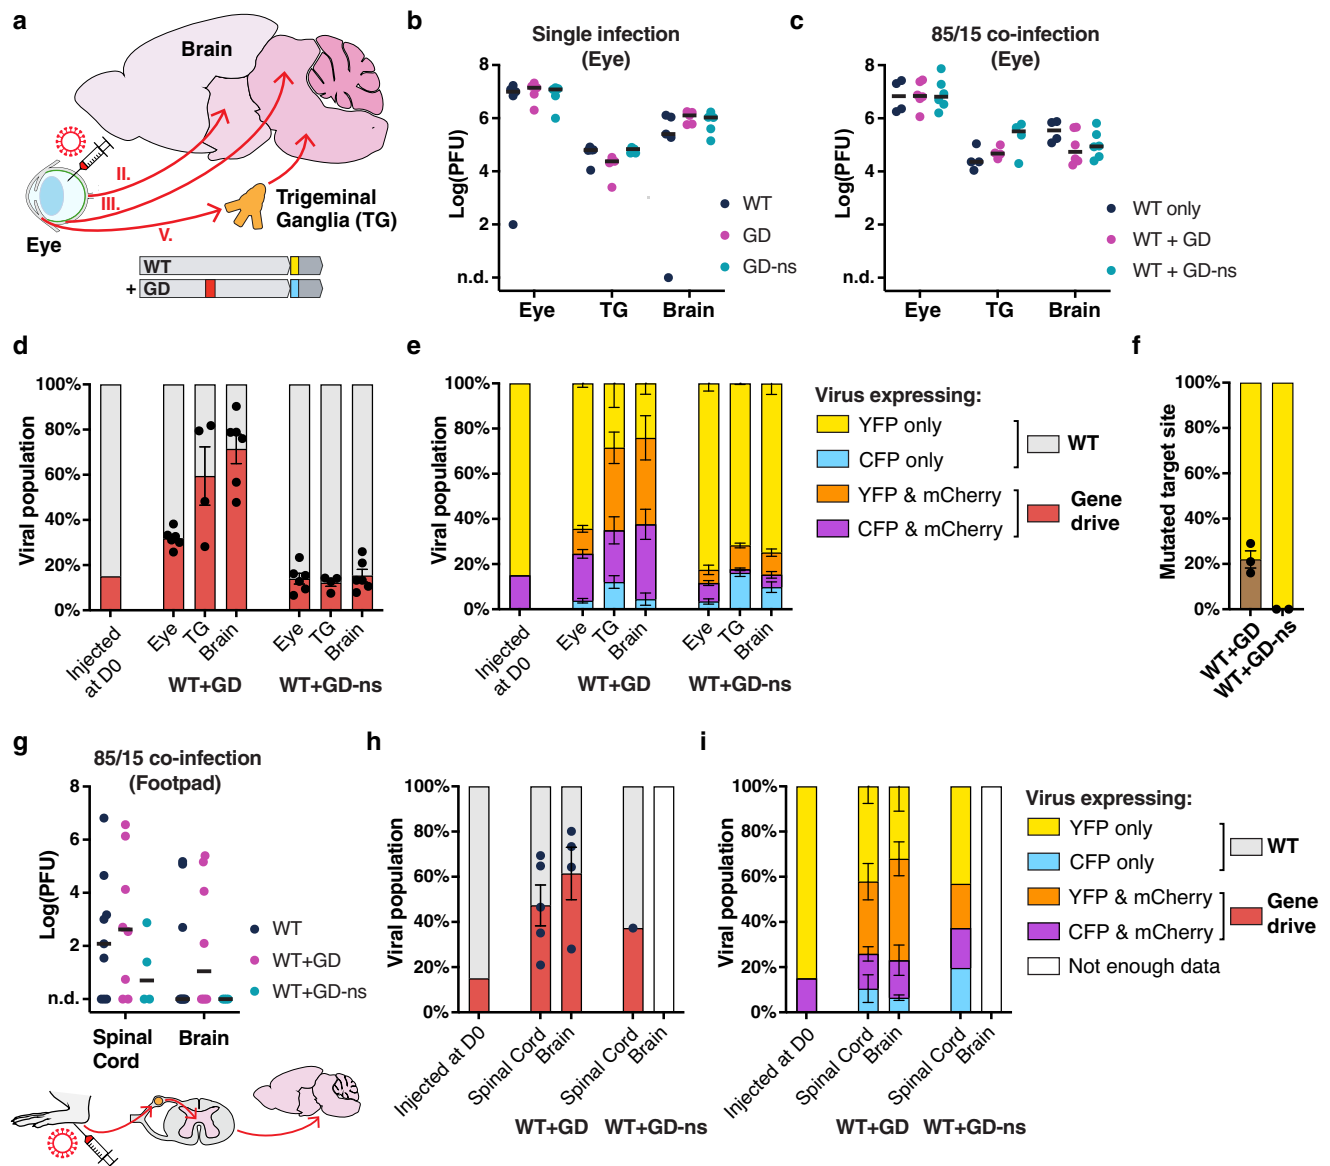 a
Brain
II.
III.
V.
Eye
Trigeminal
Ganglia (TG)
WT
+ GD
b
Single infection
(Eye)
Log(PFU)
8
6
4
2
n.d.
Eye
TG
Brain
WT
GD
GD-ns
c
85/15 co-infection
(Eye)
Log(PFU)
8
6
4
2
n.d.
Eye
TG
Brain
WT only
WT + GD
WT + GD-ns
d
Viral population
100%
80%
60%
40%
20%
0%
Injected
at D0
Eye
TG
Brain
WT+GD
Eye
TG
Brain
WT+GD-ns
e
Viral population
100%
80%
60%
40%
20%
0%
Injected
at D0
Eye
TG
Brain
WT+GD
Eye
TG
Brain
WT+GD-ns
Virus expressing:
YFP only
CFP only
WT
YFP & mCherry
CFP & mCherry
Gene
drive
f
Mutated target site
100%
80%
60%
40%
20%
0%
WT+GD
WT+GD-ns
g
85/15 co-infection
(Footpad)
Log(PFU)
8
6
4
2
n.d.
Spinal
Cord
Brain
WT
WT+GD
WT+GD-ns
h
Viral population
100%
80%
60%
40%
20%
0%
Injected at D0
Spinal Cord
Brain
WT+GD
Spinal Cord
Brain
WT+GD-ns
i
Viral population
100%
80%
60%
40%
20%
0%
Injected at D0
Spinal Cord
Brain
WT+GD
Spinal Cord
Brain
WT+GD-ns
Virus expressing:
YFP only
CFP only
WT
YFP & mCherry
CFP & mCherry
Gene
drive
Not enough data